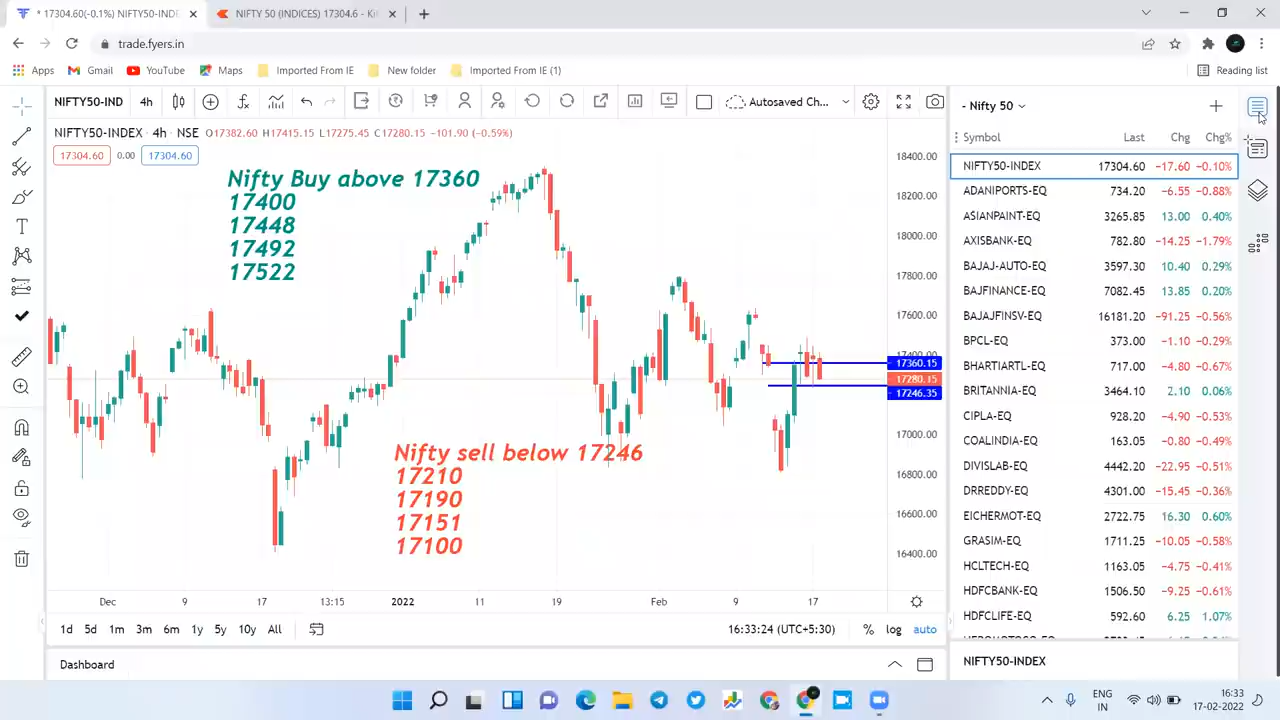 * 17304.60(-0.1%) NIFTY50-IND
Nifty 50 (INDICES) 17304.6 - Ki
trade.fyers.in
Apps
Gmail
YouTube
Maps
Imported From IE
New folder
Imported From IE (1)
Reading list
NIFTY50-IND
4h
Autosaved Ch...
- Nifty 50
NIFTY50-INDEX · 4h · NSE O17382.60 H17415.15 L17275.45 C17280.15 −101.90 (−0.59%)
17304.60 0.00 17304.60
Nifty Buy above 17360
17400
17448
17492
17522
Nifty sell below 17246
17210
17190
17151
17100
18400.00
18200.00
18000.00
17800.00
17600.00
17400.00
17360.15
17280.15
17246.35
17000.00
16800.00
16600.00
16400.00
Dec 9 17 13:15 2022 11 19 Feb 9 17
1d 5d 1m 3m 6m 1y 5y 10y All
16:33:24 (UTC+5:30) % log auto
Dashboard
Symbol Last Chg Chg%
NIFTY50-INDEX 17304.60 −17.60 −0.10%
ADANIPORTS-EQ 734.20 −6.55 −0.88%
ASIANPAINT-EQ 3265.85 13.00 0.40%
AXISBANK-EQ 782.80 −14.25 −1.79%
BAJAJ-AUTO-EQ 3597.30 10.40 0.29%
BAJFINANCE-EQ 7082.45 13.85 0.20%
BAJAJFINSV-EQ 16181.20 −91.25 −0.56%
BPCL-EQ 373.00 −1.10 −0.29%
BHARTIARTL-EQ 717.00 −4.80 −0.67%
BRITANNIA-EQ 3464.10 2.10 0.06%
CIPLA-EQ 928.20 −4.90 −0.53%
COALINDIA-EQ 163.05 −0.80 −0.49%
DIVISLAB-EQ 4442.20 −22.95 −0.51%
DRREDDY-EQ 4301.00 −15.45 −0.36%
EICHERMOT-EQ 2722.75 16.30 0.60%
GRASIM-EQ 1711.25 −10.05 −0.58%
HCLTECH-EQ 1163.05 −4.75 −0.41%
HDFCBANK-EQ 1506.50 −9.25 −0.61%
HDFCLIFE-EQ 592.60 6.25 1.07%
NIFTY50-INDEX
ENG
IN
16:33
17-02-2022